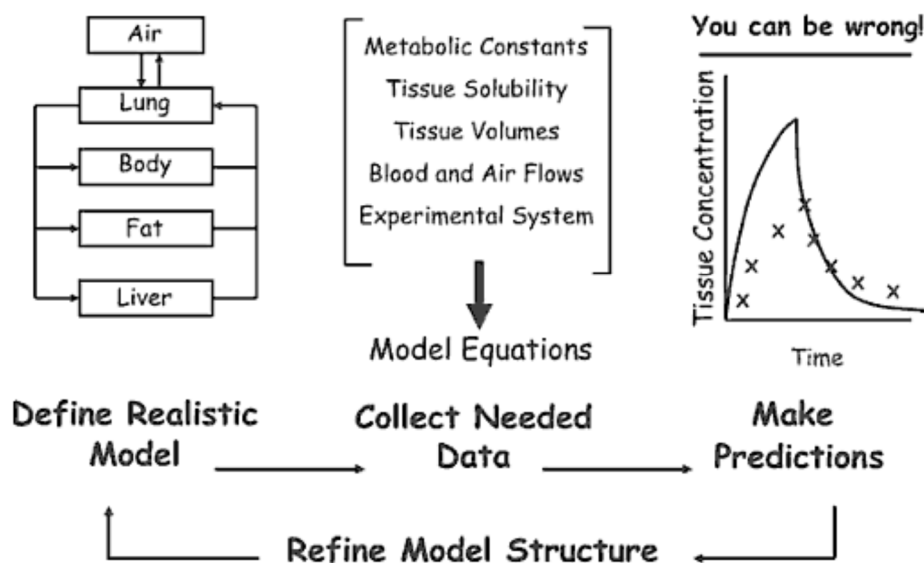 Air
Lung
Body
Fat
Liver
Metabolic Constants
Tissue Solubility
Tissue Volumes
Blood and Air Flows
Experimental System
Model Equations
You can be wrong!
Tissue Concentration
Time
Define Realistic
Model
Collect Needed
Data
Make
Predictions
Refine Model Structure